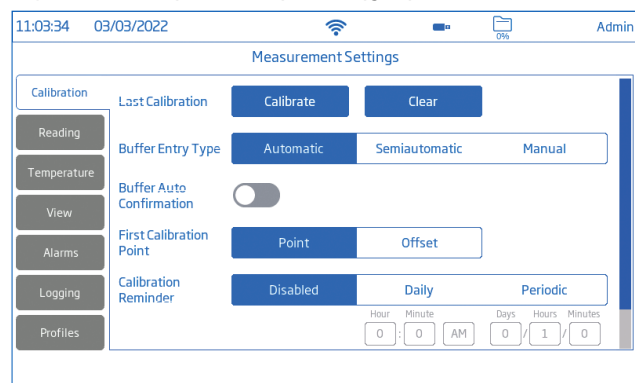 11:03:34 03/03/2022 0% Admin
Measurement Settings
Calibration
Reading
Temperature
View
Alarms
Logging
Profiles
Last Calibration Calibrate Clear
Buffer Entry Type Automatic Semiautomatic Manual
Buffer Auto
Confirmation
First Calibration
Point Point Offset
Calibration
Reminder Disabled Daily Periodic
Hour Minute Days Hours Minutes
0 : 0 AM 0 / 1 / 0